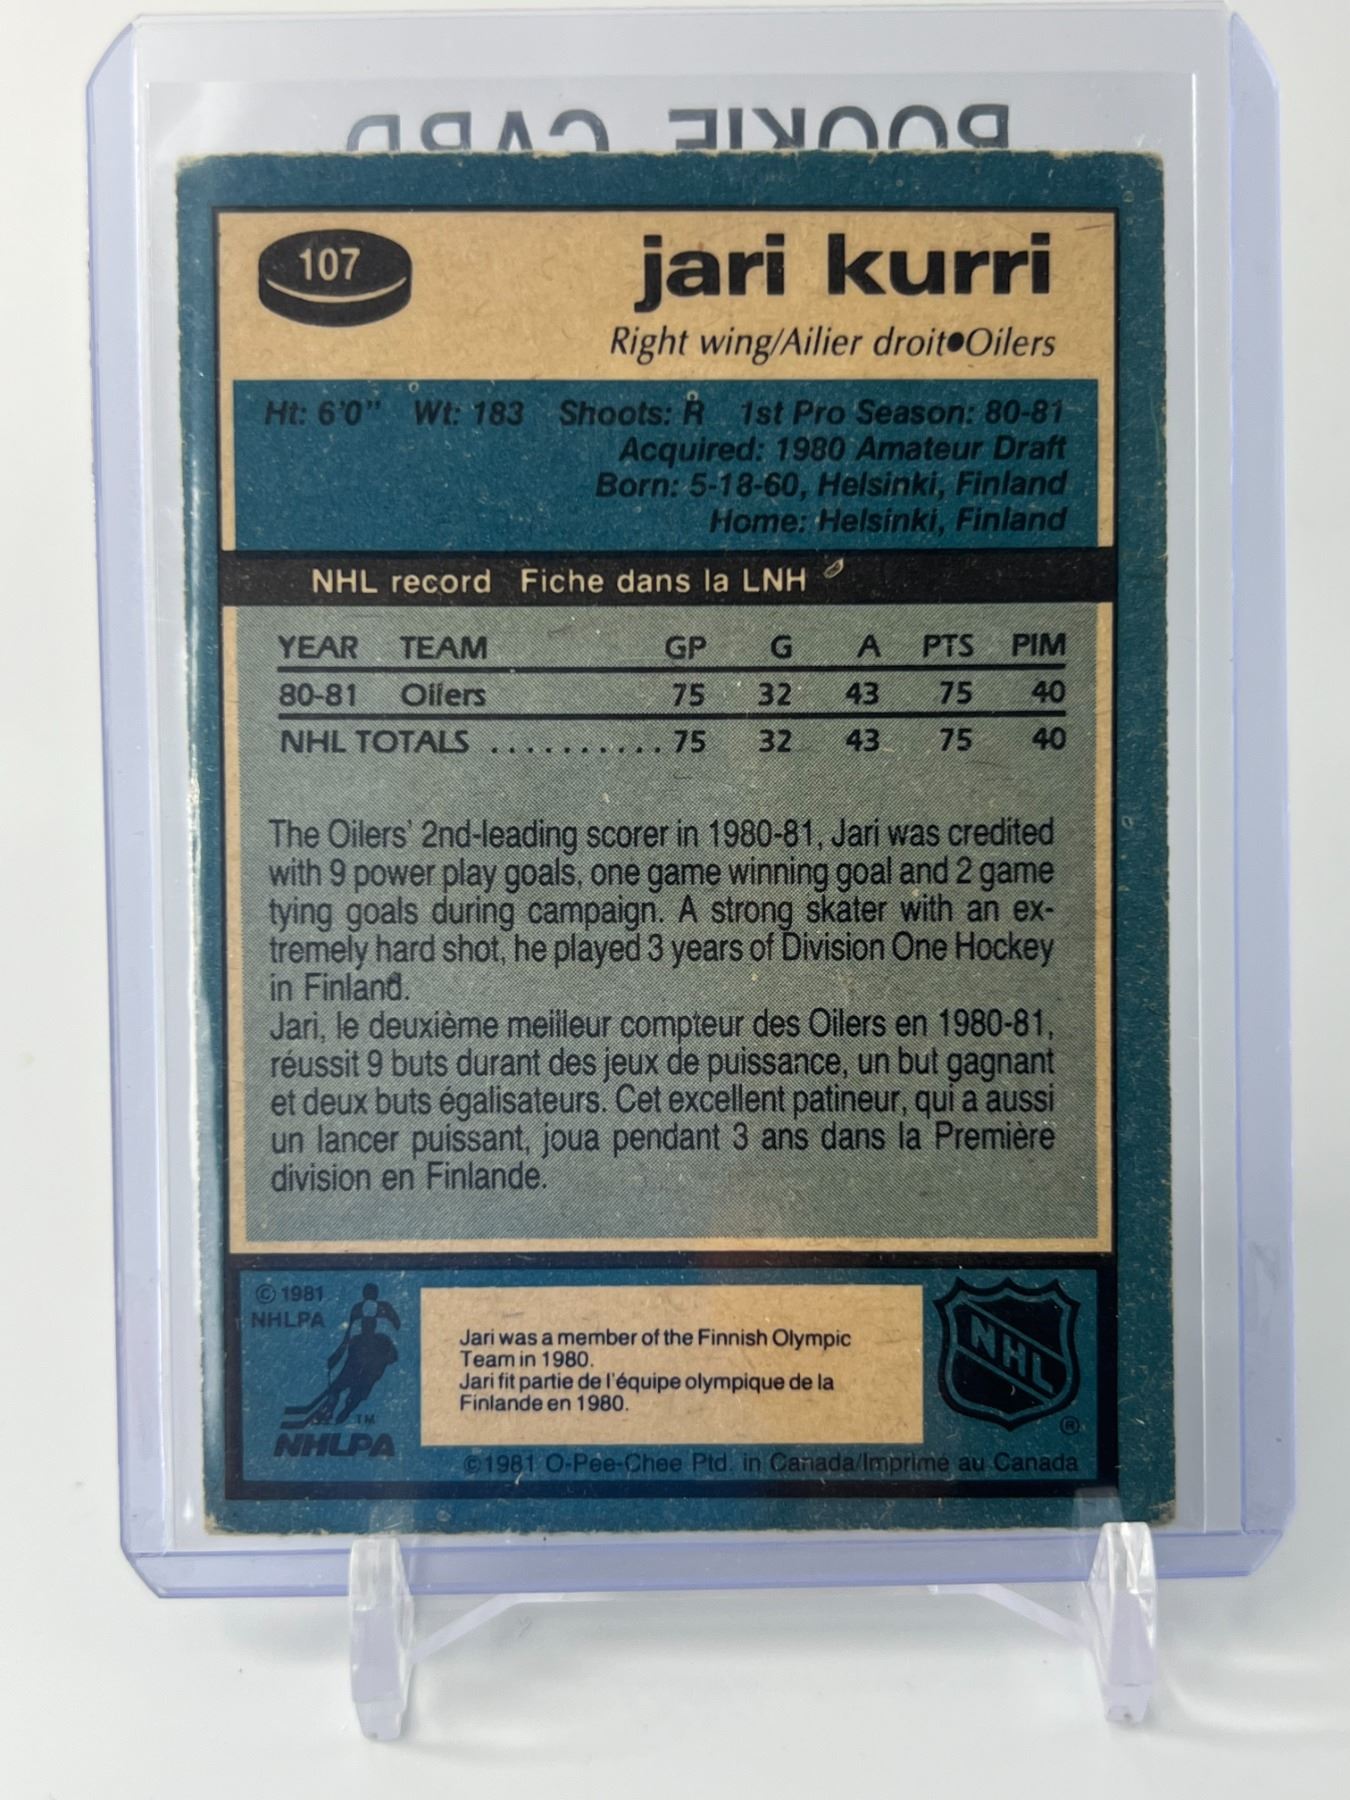 ROOKIE CARD
107
jari kurri
Right wing/Ailier droit●Oilers
Ht: 6'0" Wt: 183 Shoots: R 1st Pro Season: 80-81
Acquired: 1980 Amateur Draft
Born: 5-18-60, Helsinki, Finland
Home: Helsinki, Finland
NHL record Fiche dans la LNH
YEAR TEAM GP G A PTS PIM
80-81 Oilers 75 32 43 75 40
NHL TOTALS .......... 75 32 43 75 40
The Oilers' 2nd-leading scorer in 1980-81, Jari was credited
with 9 power play goals, one game winning goal and 2 game
tying goals during campaign. A strong skater with an ex-
tremely hard shot, he played 3 years of Division One Hockey
in Finland.
Jari, le deuxième meilleur compteur des Oilers en 1980-81,
réussit 9 buts durant des jeux de puissance, un but gagnant
et deux buts égalisateurs. Cet excellent patineur, qui a aussi
un lancer puissant, joua pendant 3 ans dans la Première
division en Finlande.
© 1981
NHLPA
TM
NHLPA
Jari was a member of the Finnish Olympic
Team in 1980.
Jari fit partie de l'équipe olympique de la
Finlande en 1980.
NHL
®
©1981 O-Pee-Chee Ptd. in Canada/Imprimé au Canada